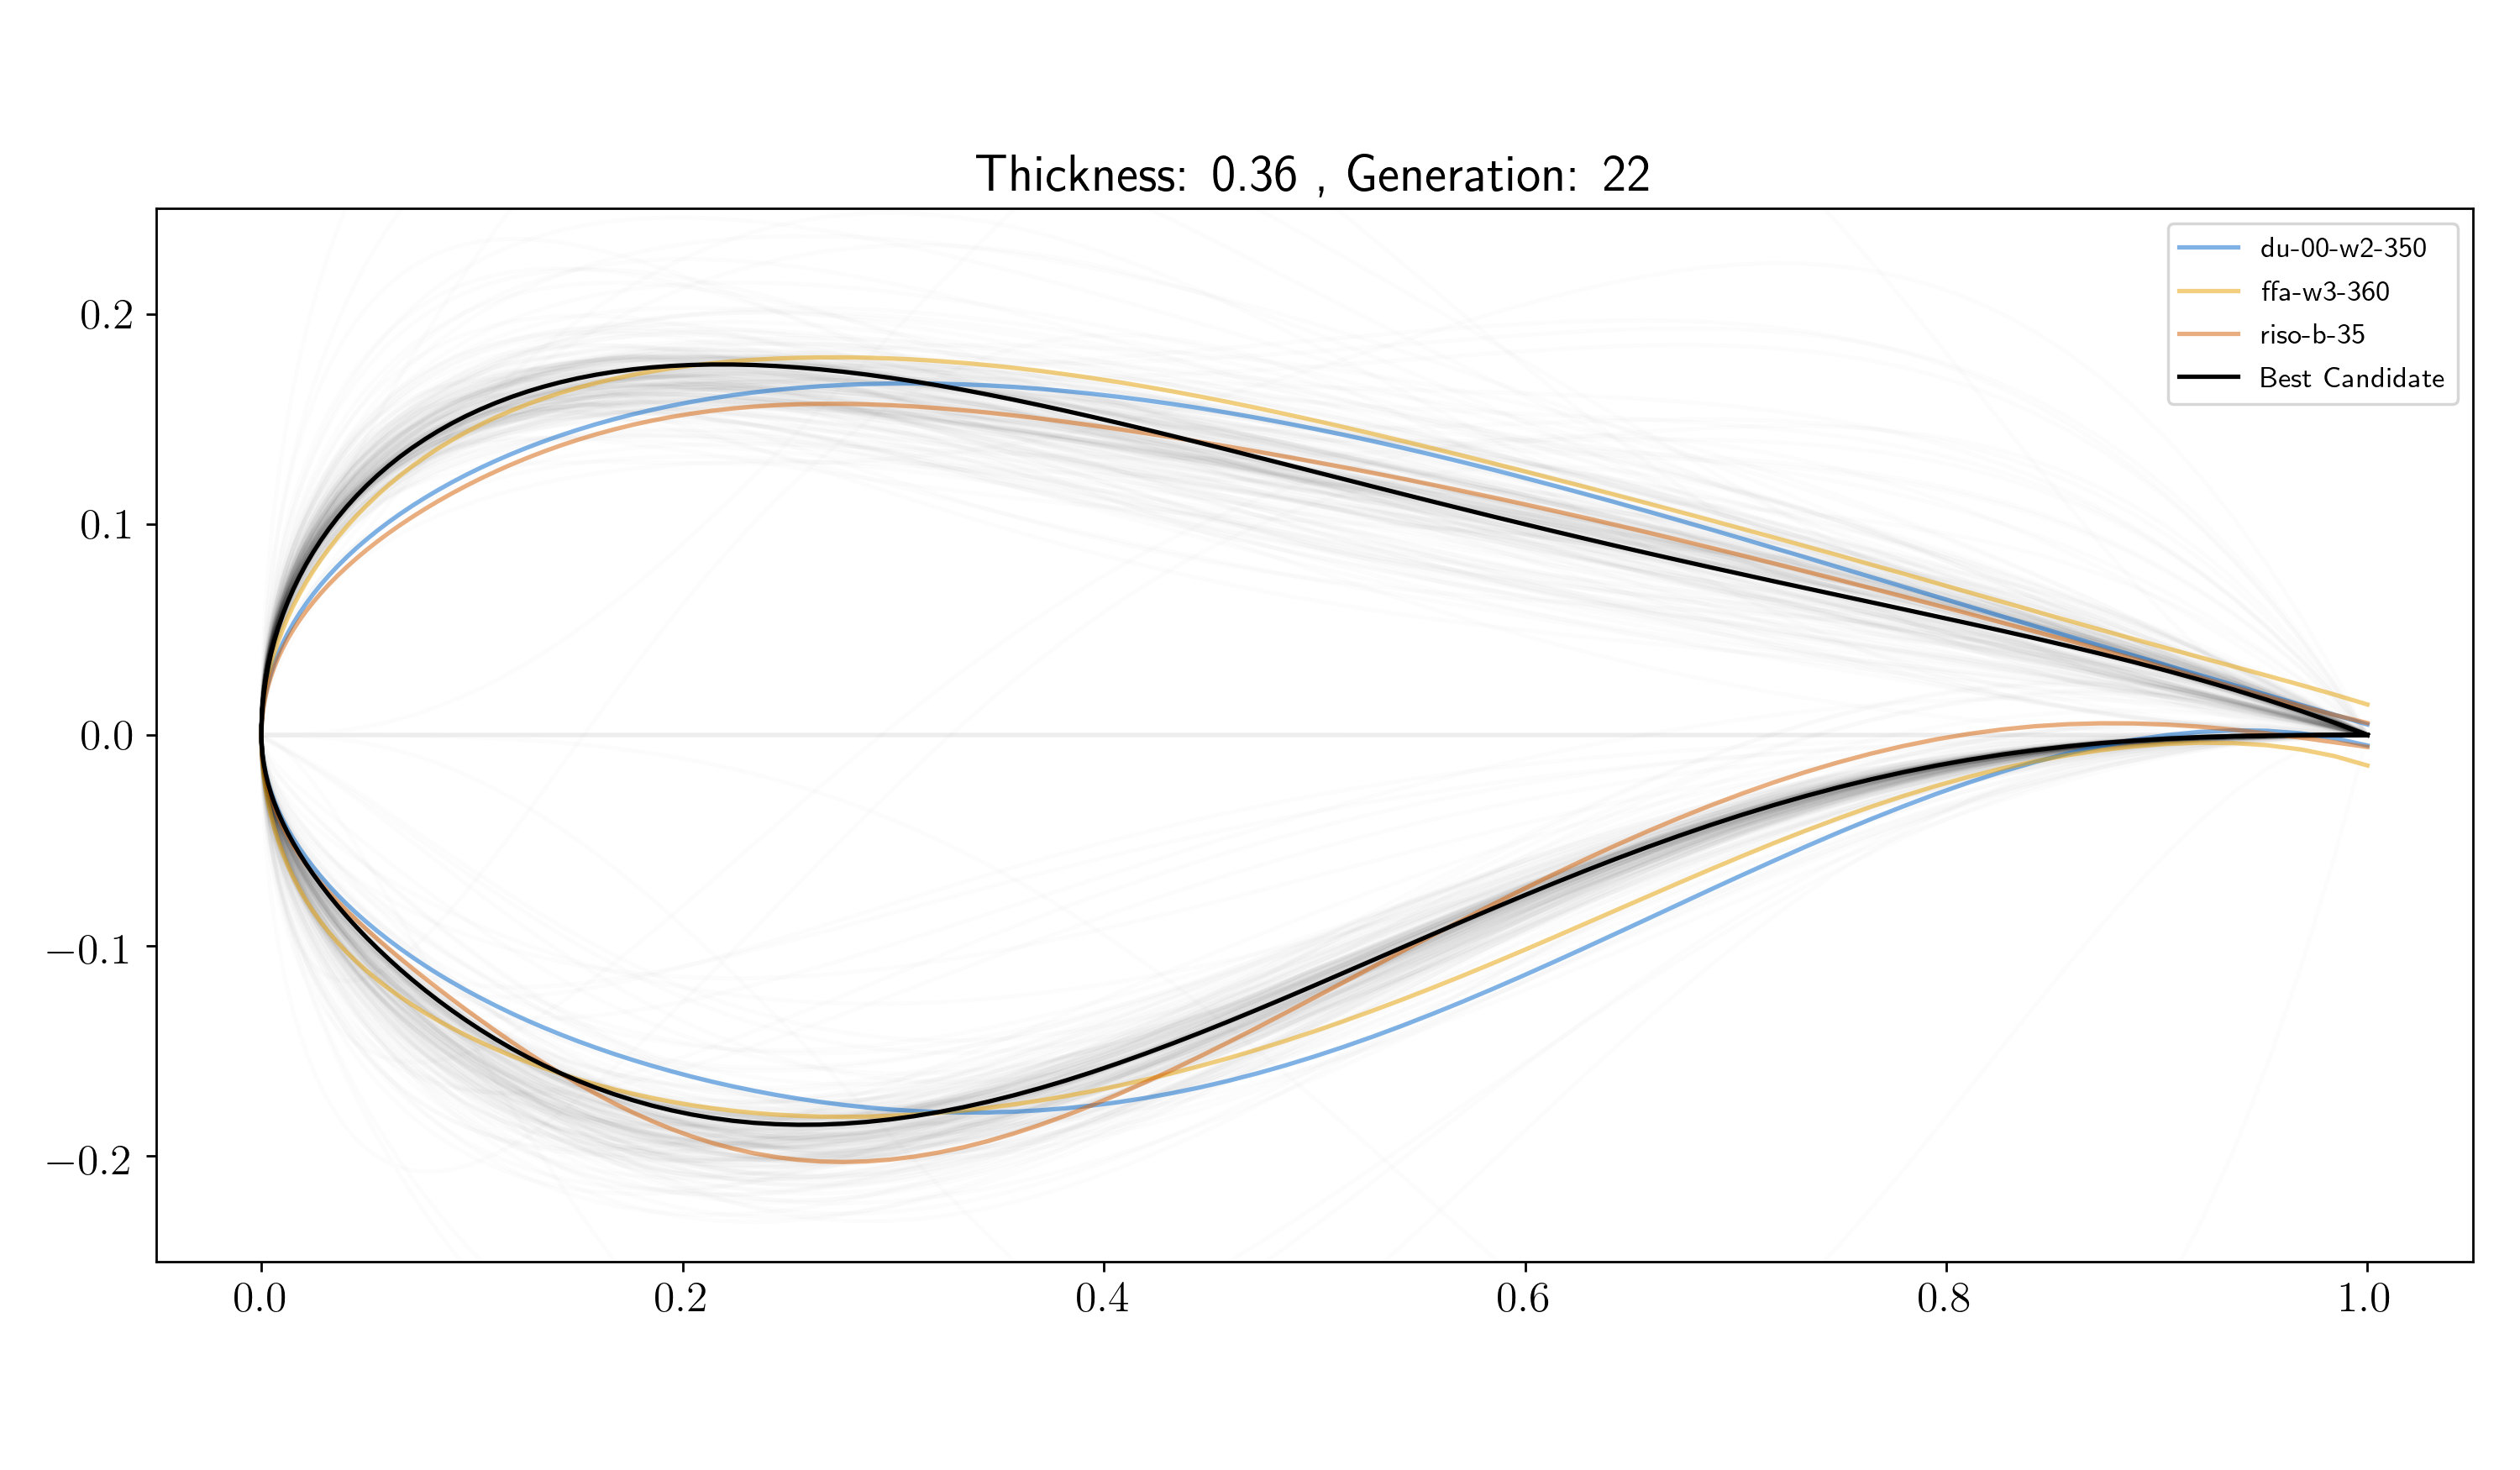 Thickness: 0.36 , Generation: 22
du-00-w2-350
ffa-w3-360
riso-b-35
Best Candidate
0.2
0.1
0.0
−0.1
−0.2
0.0 0.2 0.4 0.6 0.8 1.0